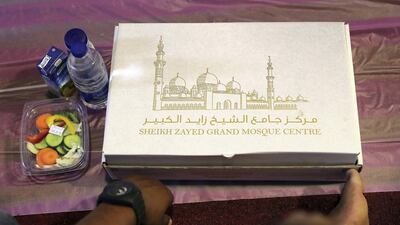 مركز جامع الشيخ زايد الكبير
SHEIKH ZAYED GRAND MOSQUE CENTRE